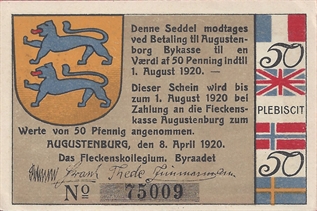 Denne Seddel modtages
ved Betaling til Augusten-
borg Bykasse til en
Værdi af 50 Penning indtil
1. August 1920. —
Dieser Schein wird bis
zum 1. August 1920 bei
Zahlung an die Fleckens-
kasse Augustenburg zum
Werte von 50 Pfennig angenommen.
AUGUSTENBURG, den 8. April 1920.
Das Fleckenskollegium. Byraadet
No 75009
50
PLEBISCIT
50